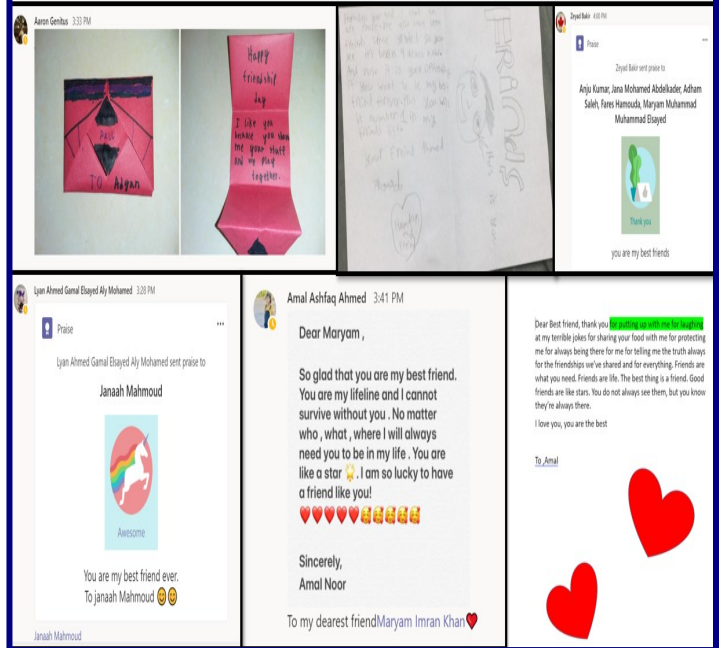 Aaron Genitus 3:33 PM
PULL
TO Adyan
Happy
friendship
day
I like you
because you share
me your stuff
and we play
together.
FRIENDS
best friend Ahmed
Zeyad Bakir 4:00 PM
Praise
Zeyad Bakir sent praise to
Anju Kumar, Jana Mohamed Abdelkader, Adham
Saleh, Fares Hamouda, Maryam Muhammad
Muhammad Elsayed
Thank you
you are my best friends
Lyan Ahmed Gamal Elsayed Aly Mohamed 3:28 PM
Praise
Lyan Ahmed Gamal Elsayed Aly Mohamed sent praise to
Janaah Mahmoud
Awesome
You are my best friend ever.
To janaah Mahmoud 😊😊
Janaah Mahmoud
Amal Ashfaq Ahmed 3:41 PM
Dear Maryam ,
So glad that you are my best friend.
You are my lifeline and I cannot
survive without you . No matter
who , what , where I will always
need you to be in my life . You are
like a star 🌟 . I am so lucky to have
a friend like you!
❤️❤️❤️❤️❤️🥰🥰🥰🥰🥰
Sincerely,
Amal Noor
To my dearest friendMaryam Imran Khan❤️
Dear Best friend, thank you for putting up with me for laughing
at my terrible jokes for sharing your food with me for protecting
me for always being there for me for telling me the truth always
for the friendships we've shared and for everything. Friends are
what you need. Friends are life. The best thing is a friend. Good
friends are like stars. You do not always see them, but you know
they're always there.
I love you, you are the best
To ,Amal